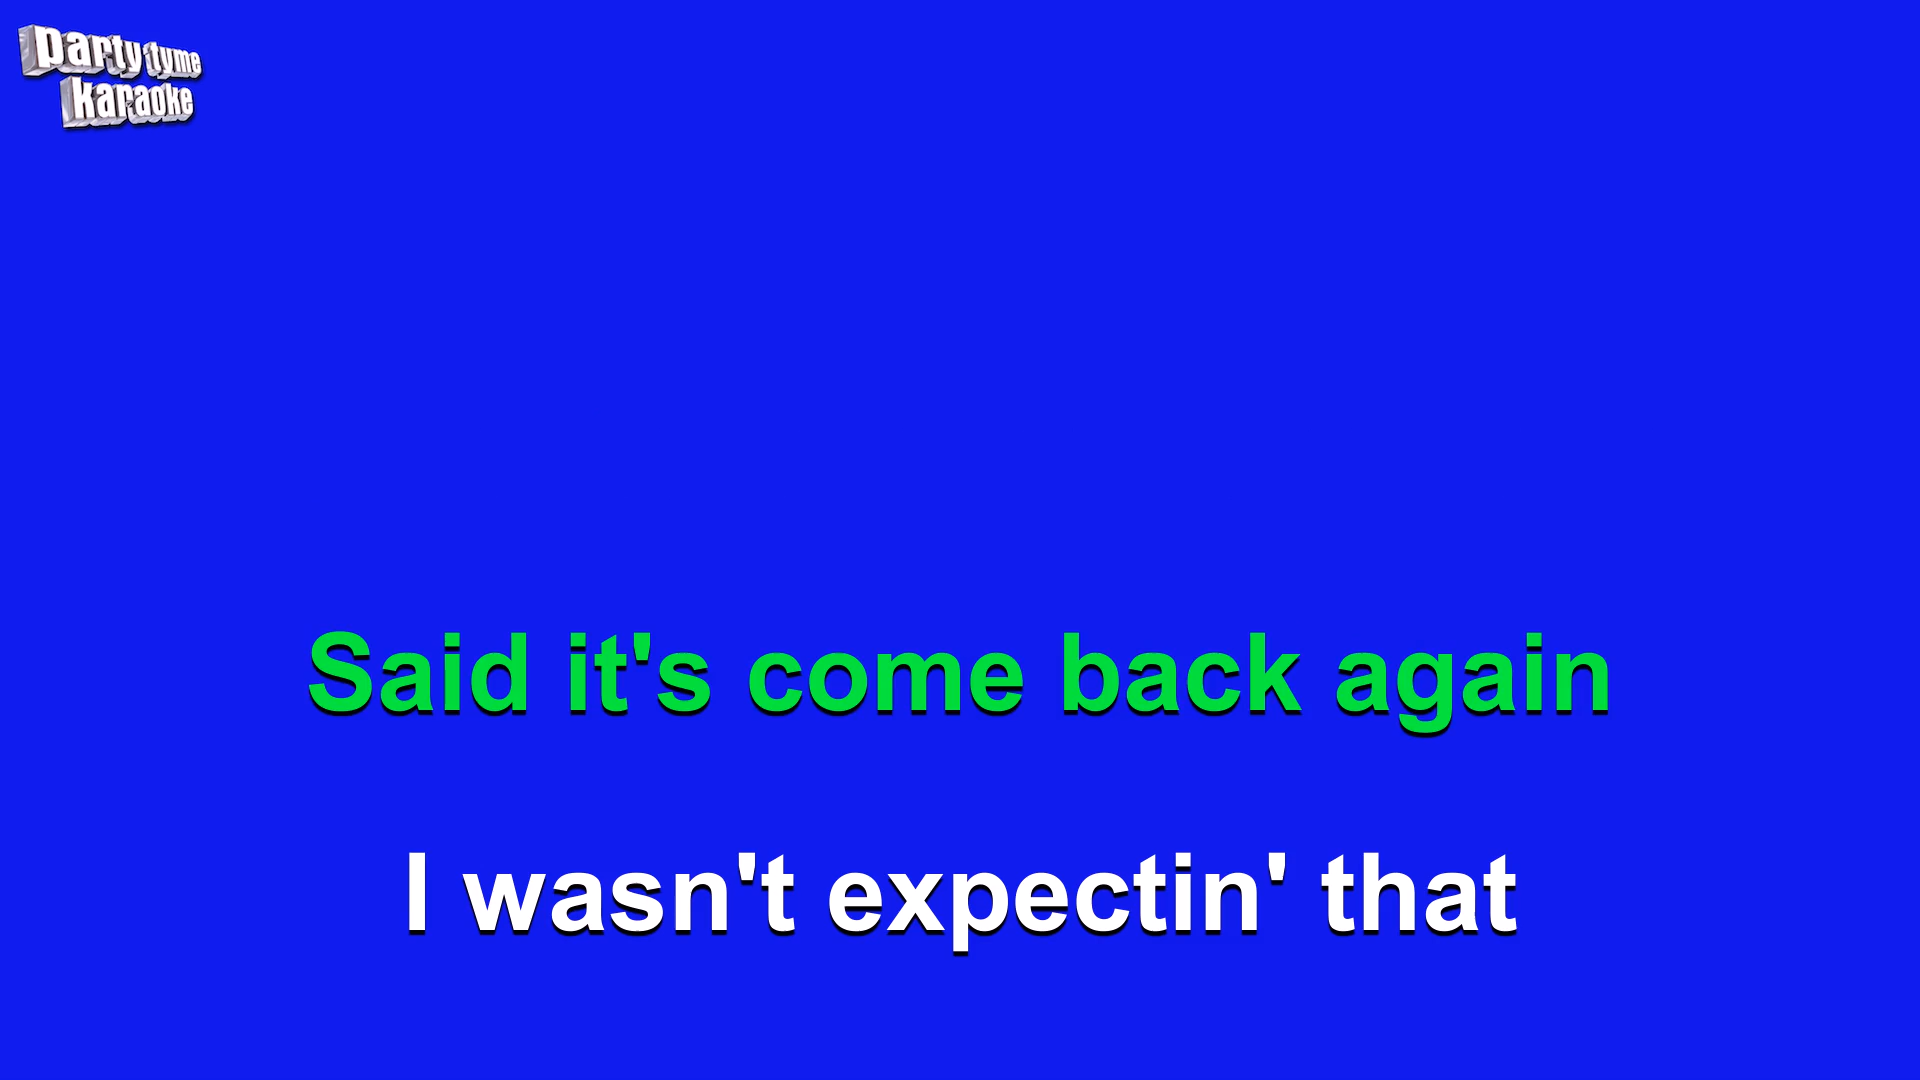 party tyme
karaoke
Said it's come back again
I wasn't expectin' that